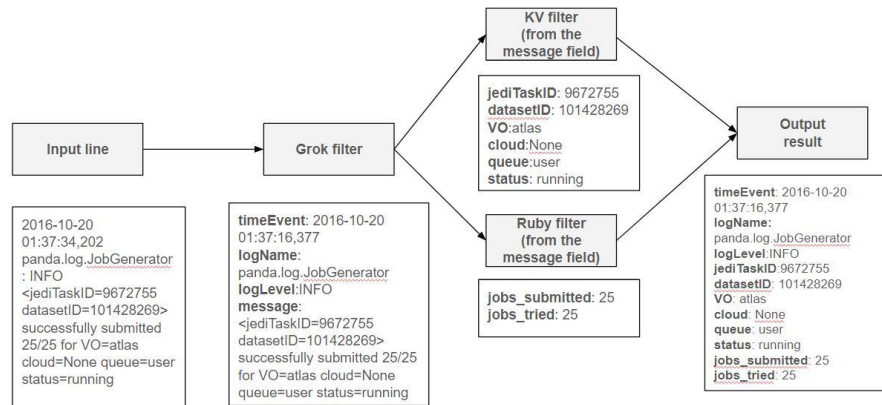 KV filter
(from the
message field)
jediTaskID: 9672755
datasetID: 101428269
VO:atlas
cloud:None
queue:user
status: running
Input line
Grok filter
Output
result
2016-10-20
01:37:34,202
panda.log.JobGenerator
: INFO
<jediTaskID=9672755
datasetID=101428269>
successfully submitted
25/25 for VO=atlas
cloud=None queue=user
status=running
timeEvent: 2016-10-20
01:37:16,377
logName:
panda.log.JobGenerator
logLevel:INFO
message:
<jediTaskID=9672755
datasetID=101428269>
successfully submitted 25/25
for VO=atlas cloud=None
queue=user status=running
Ruby filter
(from the
message field)
jobs_submitted: 25
jobs_tried: 25
timeEvent: 2016-10-20
01:37:16,377
logName:
panda.log.JobGenerator
logLevel:INFO
jediTaskID:9672755
datasetID: 101428269
VO: atlas
cloud: None
queue: user
status: running
jobs_submitted: 25
jobs_tried: 25